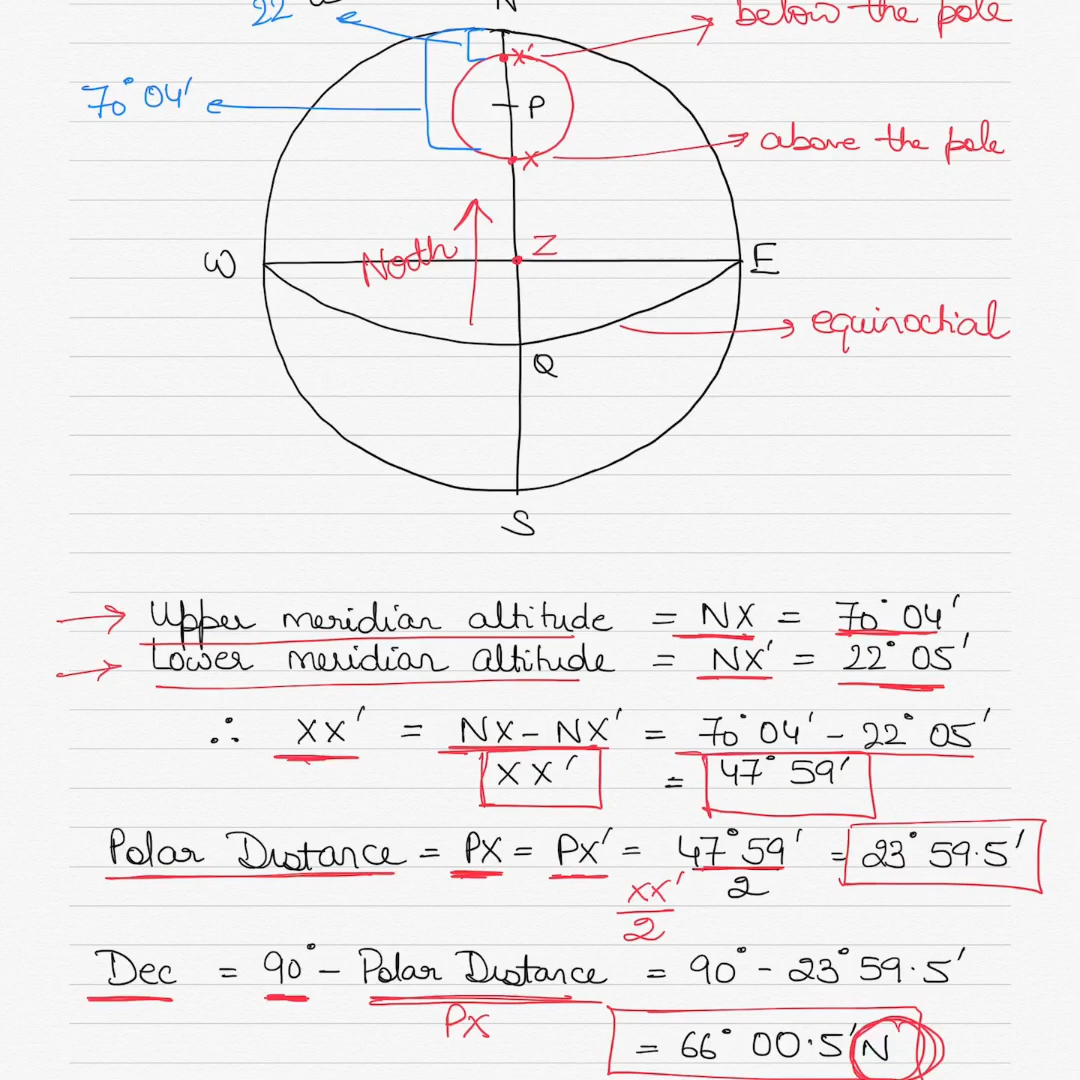 22°
N
below the pole
x'
70° 04'
P
x
above the pole
North
Z
W
E
equinoctial
Q
S
Upper meridian altitude = NX = 70° 04'
Lower meridian altitude = NX' = 22° 05'
∴ XX' = NX - NX' = 70° 04' - 22° 05'
XX' = 47° 59'
Polar Distance = PX = PX' = 47° 59' / 2 = 23° 59.5'
XX' / 2
Dec = 90° - Polar Distance = 90° - 23° 59.5'
PX
= 66° 00.5' N